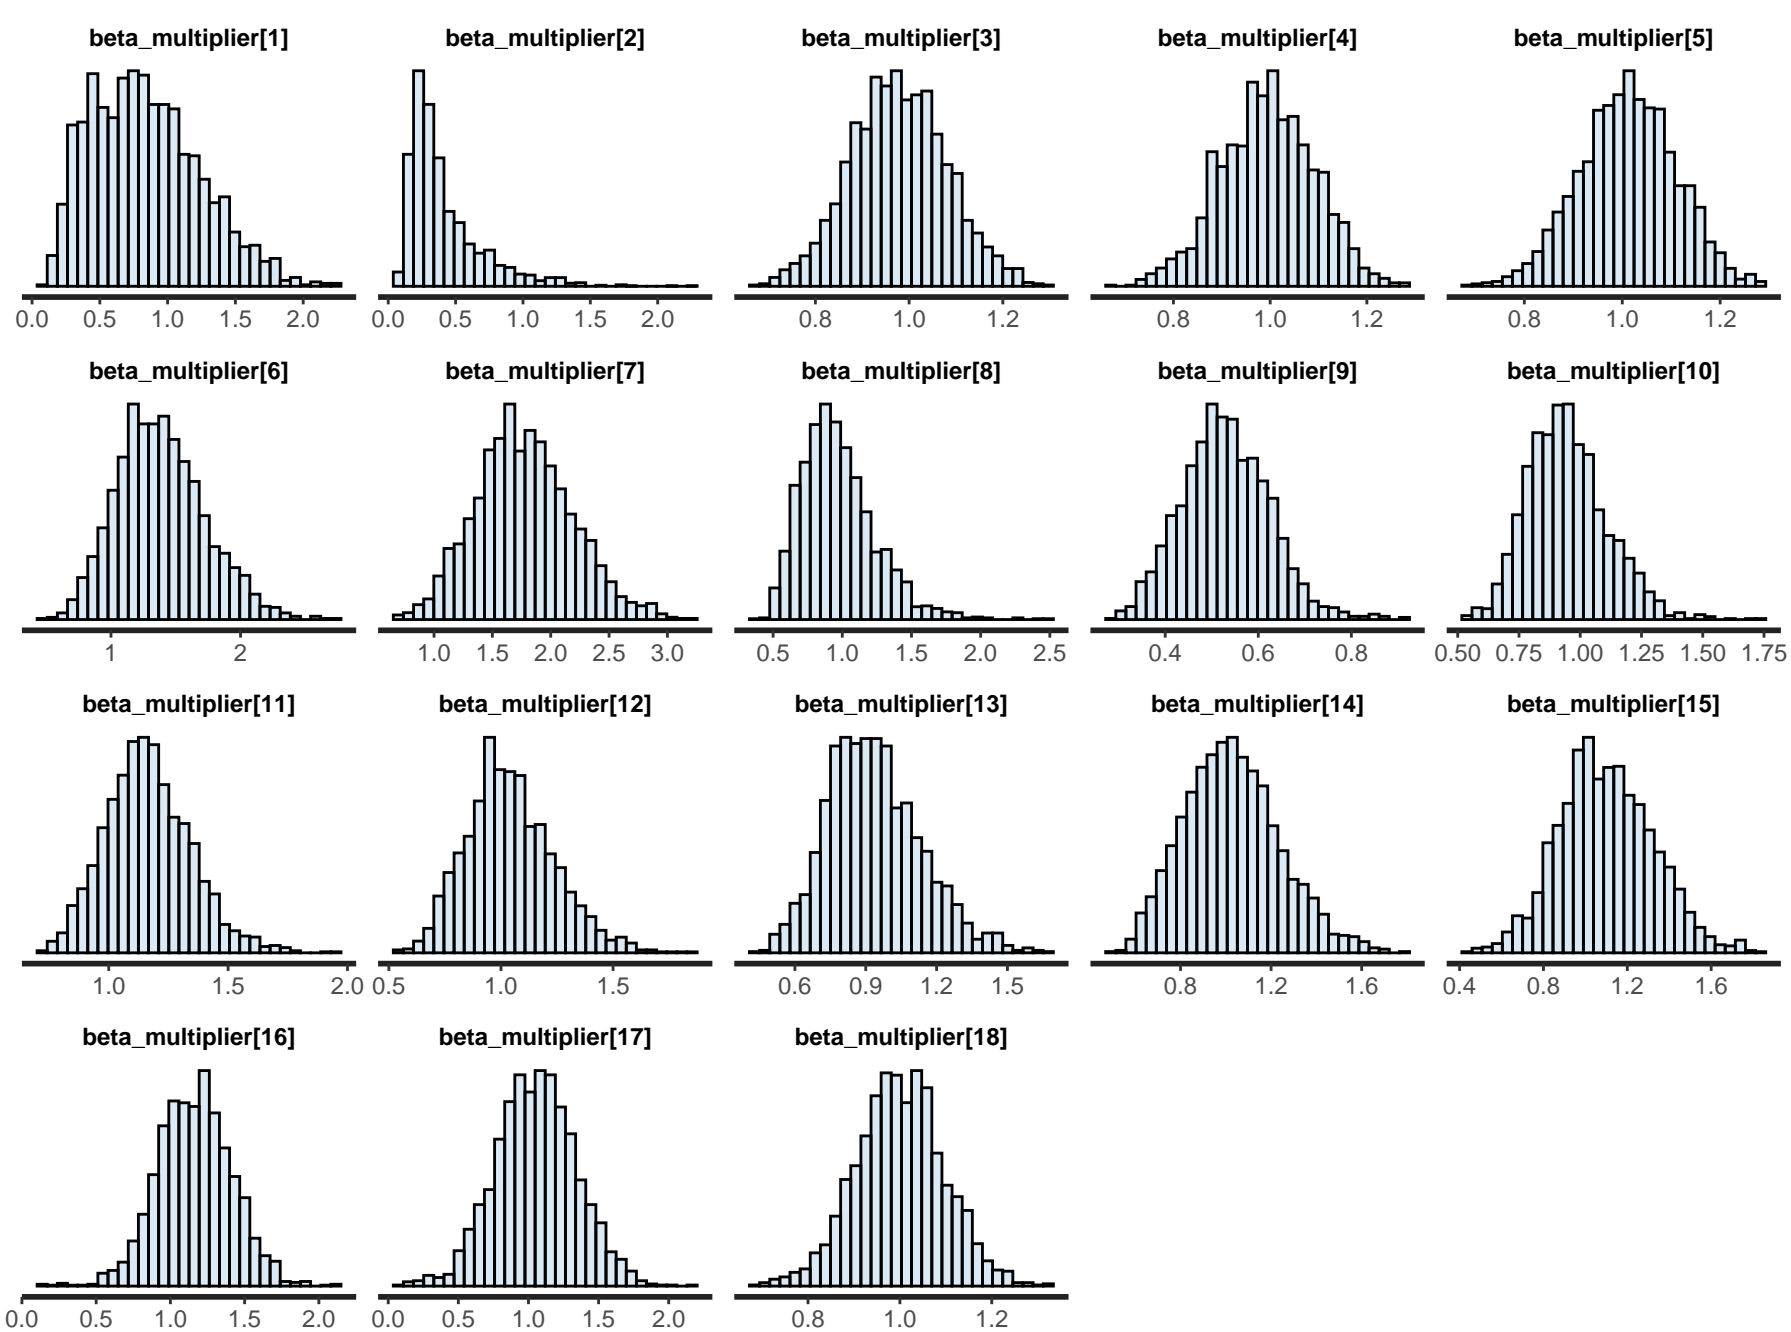 beta_multiplier[1] beta_multiplier[2] beta_multiplier[3] beta_multiplier[4] beta_multiplier[5]
0.0 0.5 1.0 1.5 2.0 0.0 0.5 1.0 1.5 2.0 0.8 1.0 1.2 0.8 1.0 1.2 0.8 1.0 1.2
beta_multiplier[6] beta_multiplier[7] beta_multiplier[8] beta_multiplier[9] beta_multiplier[10]
1 2 1.0 1.5 2.0 2.5 3.0 0.5 1.0 1.5 2.0 2.5 0.4 0.6 0.8 0.50 0.75 1.00 1.25 1.50 1.75
beta_multiplier[11] beta_multiplier[12] beta_multiplier[13] beta_multiplier[14] beta_multiplier[15]
1.0 1.5 2.0 0.5 1.0 1.5 0.6 0.9 1.2 1.5 0.8 1.2 1.6 0.4 0.8 1.2 1.6
beta_multiplier[16] beta_multiplier[17] beta_multiplier[18]
0.0 0.5 1.0 1.5 2.0 0.0 0.5 1.0 1.5 2.0 0.8 1.0 1.2